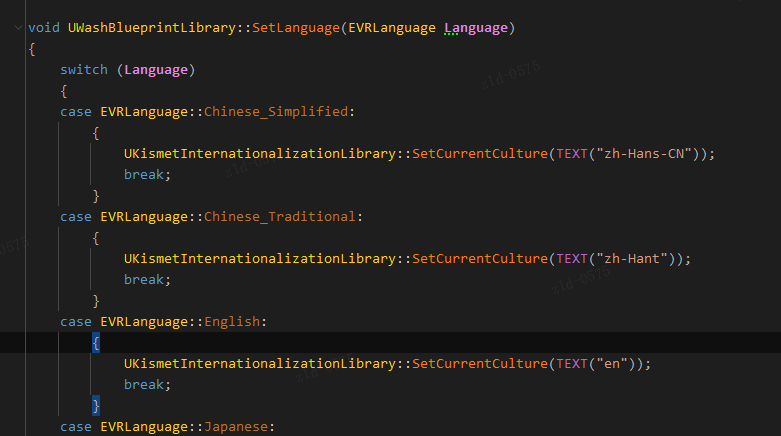 void UWashBlueprintLibrary::SetLanguage(EVRLanguage Language)
{
switch (Language)
{
case EVRLanguage::Chinese_Simplified:
{
UKismetInternationalizationLibrary::SetCurrentCulture(TEXT("zh-Hans-CN"));
break;
}
case EVRLanguage::Chinese_Traditional:
{
UKismetInternationalizationLibrary::SetCurrentCulture(TEXT("zh-Hant"));
break;
}
case EVRLanguage::English:
{
UKismetInternationalizationLibrary::SetCurrentCulture(TEXT("en"));
break;
}
case EVRLanguage::Japanese: